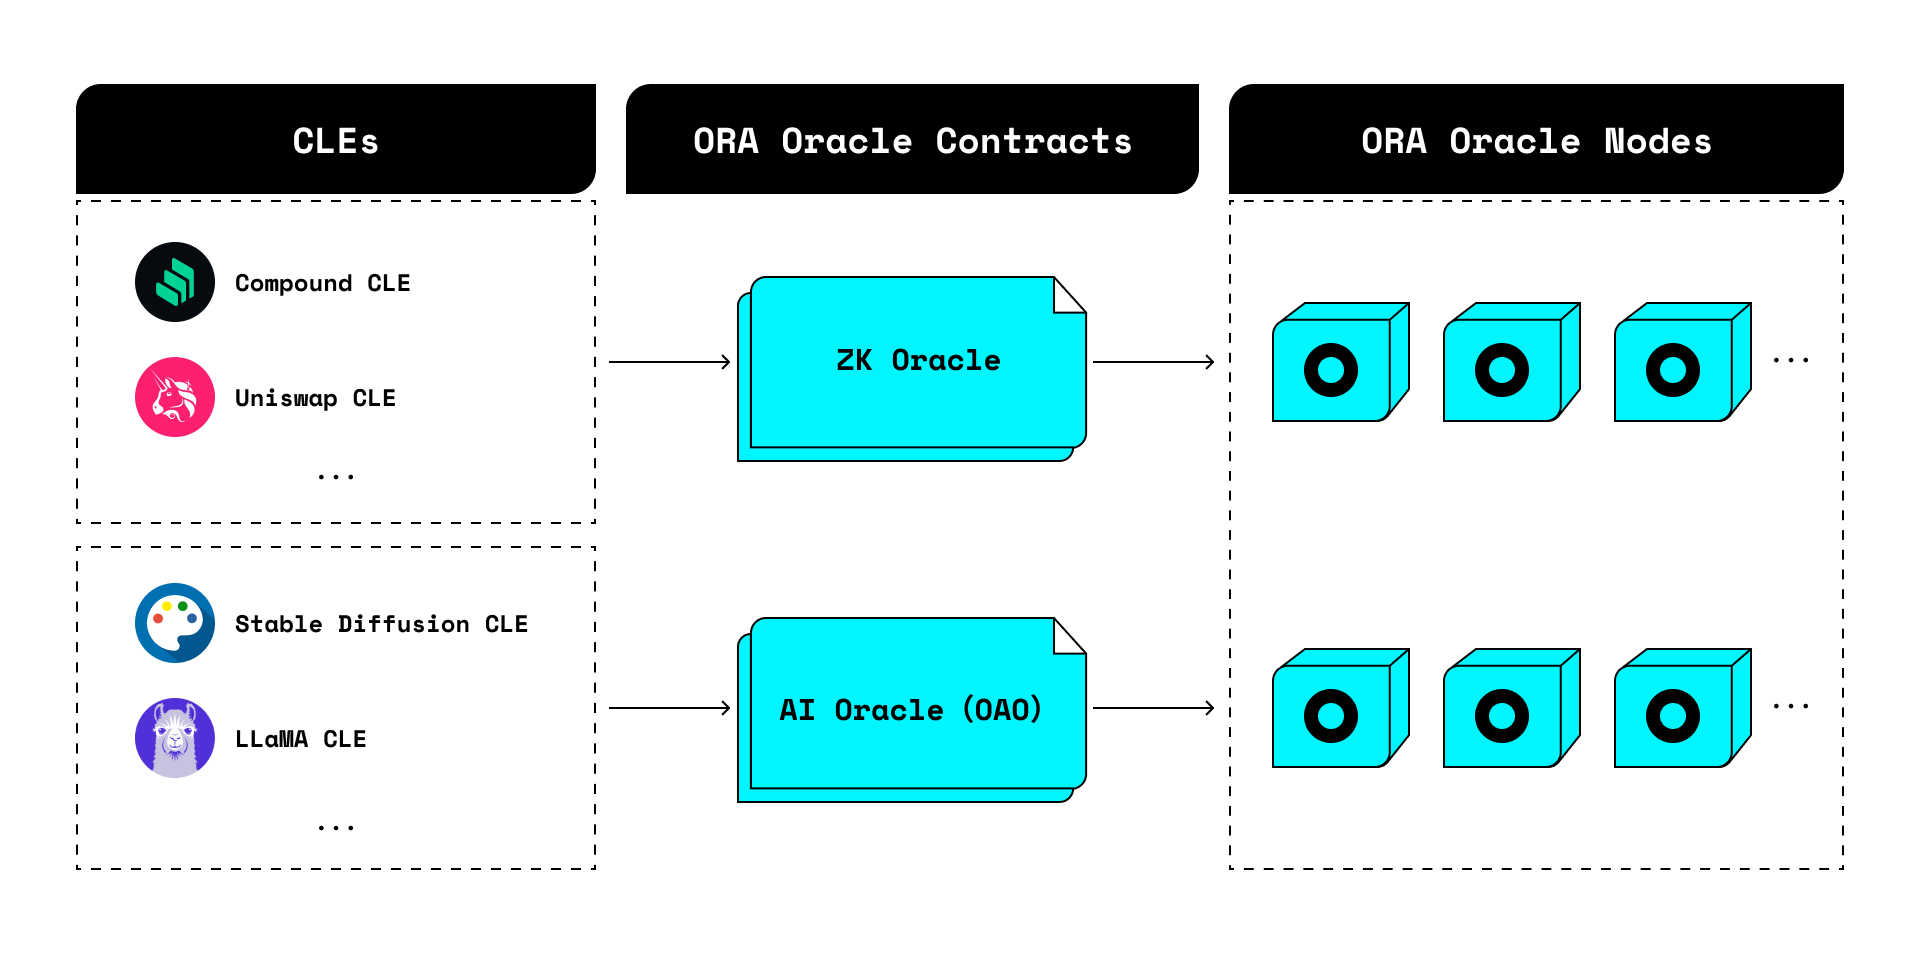 CLEs
ORA Oracle Contracts
ORA Oracle Nodes
Compound CLE
Uniswap CLE
...
ZK Oracle
...
Stable Diffusion CLE
LLaMA CLE
...
AI Oracle (OAO)
...